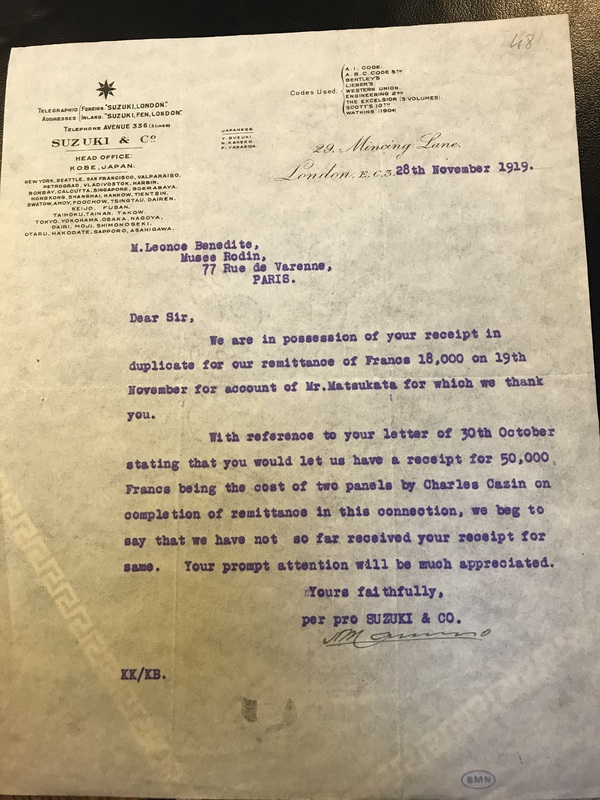 48
TELEGRAPHIC ADDRESSES
FOREIGN "SUZUKI, LONDON."
INLAND. "SUZUKI, FEN, LONDON."
TELEPHONE AVENUE 336 (3 LINES)
SUZUKI & Co
HEAD OFFICE:
KOBE, JAPAN.
NEW YORK, SEATTLE, SAN FRANCISCO, VALPARAISO,
PETROGRAD, VLADIVOSTOK, HARBIN,
BOMBAY, CALCUTTA, SINGAPORE, SOERABAYA,
HONGKONG, SHANGHAI, HANKOW, TIENTSIN,
SWATOW, AMOY, FOOCHOW, TSINGTAU, DAIREN,
KEIJO, FUSAN,
TAIHOKU, TAINAN, TAKOW
TOKYO, YOKOHAMA, OSAKA, NAGOYA,
DAIRI, MOJI, SHIMONOSEKI,
OTARU, HAKODATE, SAPPORO, ASAHIGAWA.
JAPANESE.
Y. SUZUKI.
N. KANEKO.
F. YANAGIDA.
Codes Used:
A.I. CODE.
A.B.C. CODE 5TH
BENTLEY'S
LIEBER'S
WESTERN UNION.
ENGINEERING 2ND
THE EXCELSIOR (3 VOLUMES).
SCOTT'S 10TH
WATKINS (1904)
29, Mincing Lane,
London, E.C.3. 28th November 1919.
M.Leonce Benedite,
Musee Rodin,
77 Rue de Varenne,
PARIS.
Dear Sir,
We are in possession of your receipt in
duplicate for our remittance of Francs 18,000 on 19th
November for account of Mr.Matsukata for which we thank
you.
With reference to your letter of 30th October
stating that you would let us have a receipt for 50,000
Francs being the cost of two panels by Charles Cazin on
completion of remittance in this connection, we beg to
say that we have not so far received your receipt for
same. Your prompt attention will be much appreciated.
Yours faithfully,
per pro SUZUKI & CO.
KK/KB.
BMN